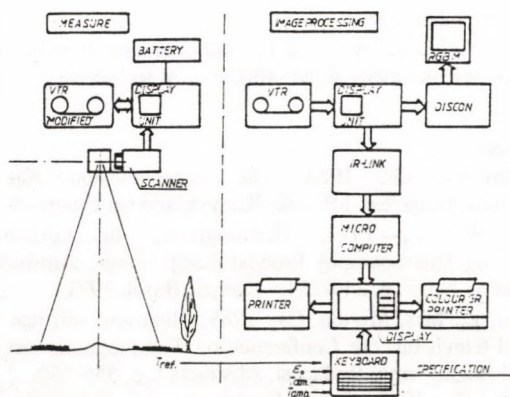 MEASURE
BATTERY
VTR
MODIFIED
DISPLAY
UNIT
SCANNER
Tref.
IMAGE PROCESSING
RGB.M
VTR
DISPLAY
UNIT
DISCON
IR-LINK
MICRO
COMPUTER
PRINTER
COLOUR PRINTER
DISPLAY
KEYBOARD
SPECIFICATION